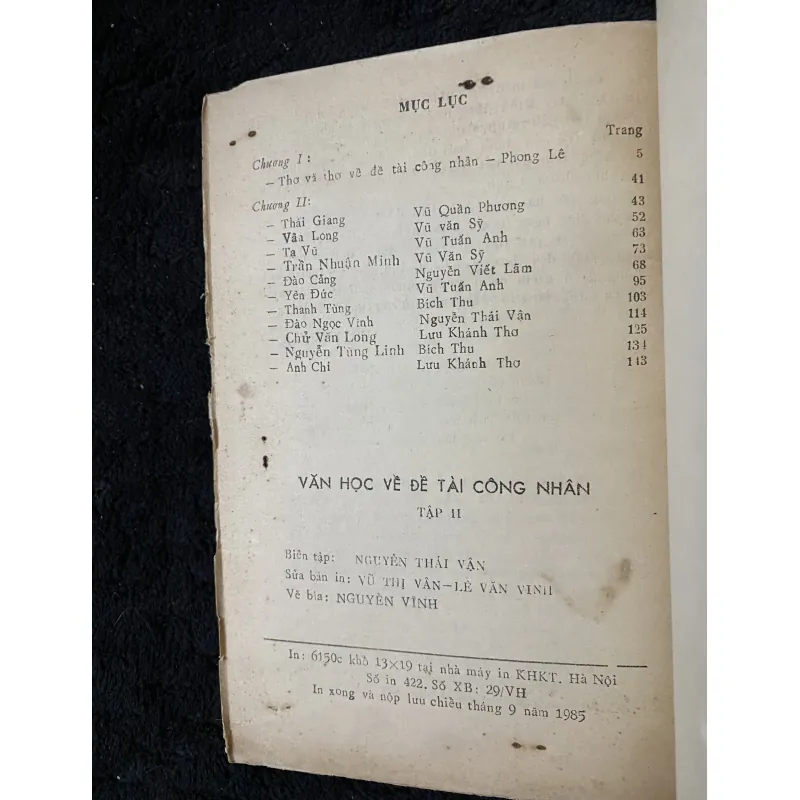 MỤC LỤC
Trang
Chương I :
— Thơ và thơ về đề tài công nhân — Phong Lê 5
Chương II: 41
— Thái Giang Vũ Quần Phương 43
— Vân Long Vũ văn Sỹ 52
— Tạ Vũ Vũ Tuấn Anh 63
— Trần Nhuận Minh Vũ Văn Sỹ 73
— Đào Cảng Nguyễn Viết Lãm 68
— Yên Đức Vũ Tuấn Anh 95
— Thanh Tùng Bích Thu 103
— Đào Ngọc Vĩnh Nguyễn Thái Vận 114
— Chử Văn Long Lưu Khánh Thơ 125
— Nguyễn Tùng Linh Bích Thu 134
— Anh Chi Lưu Khánh Thơ 143
VĂN HỌC VỀ ĐỀ TÀI CÔNG NHÂN
TẬP II
Biên tập: NGUYỄN THÁI VẬN
Sửa bản in: VŨ THỊ VÂN—LÊ VĂN VINH
Vẽ bìa: NGUYỄN VĨNH
In: 6150c khổ 13×19 tại nhà máy in KHKT. Hà Nội
Số in 422. Số XB: 29/VH
In xong và nộp lưu chiều tháng 9 năm 1985